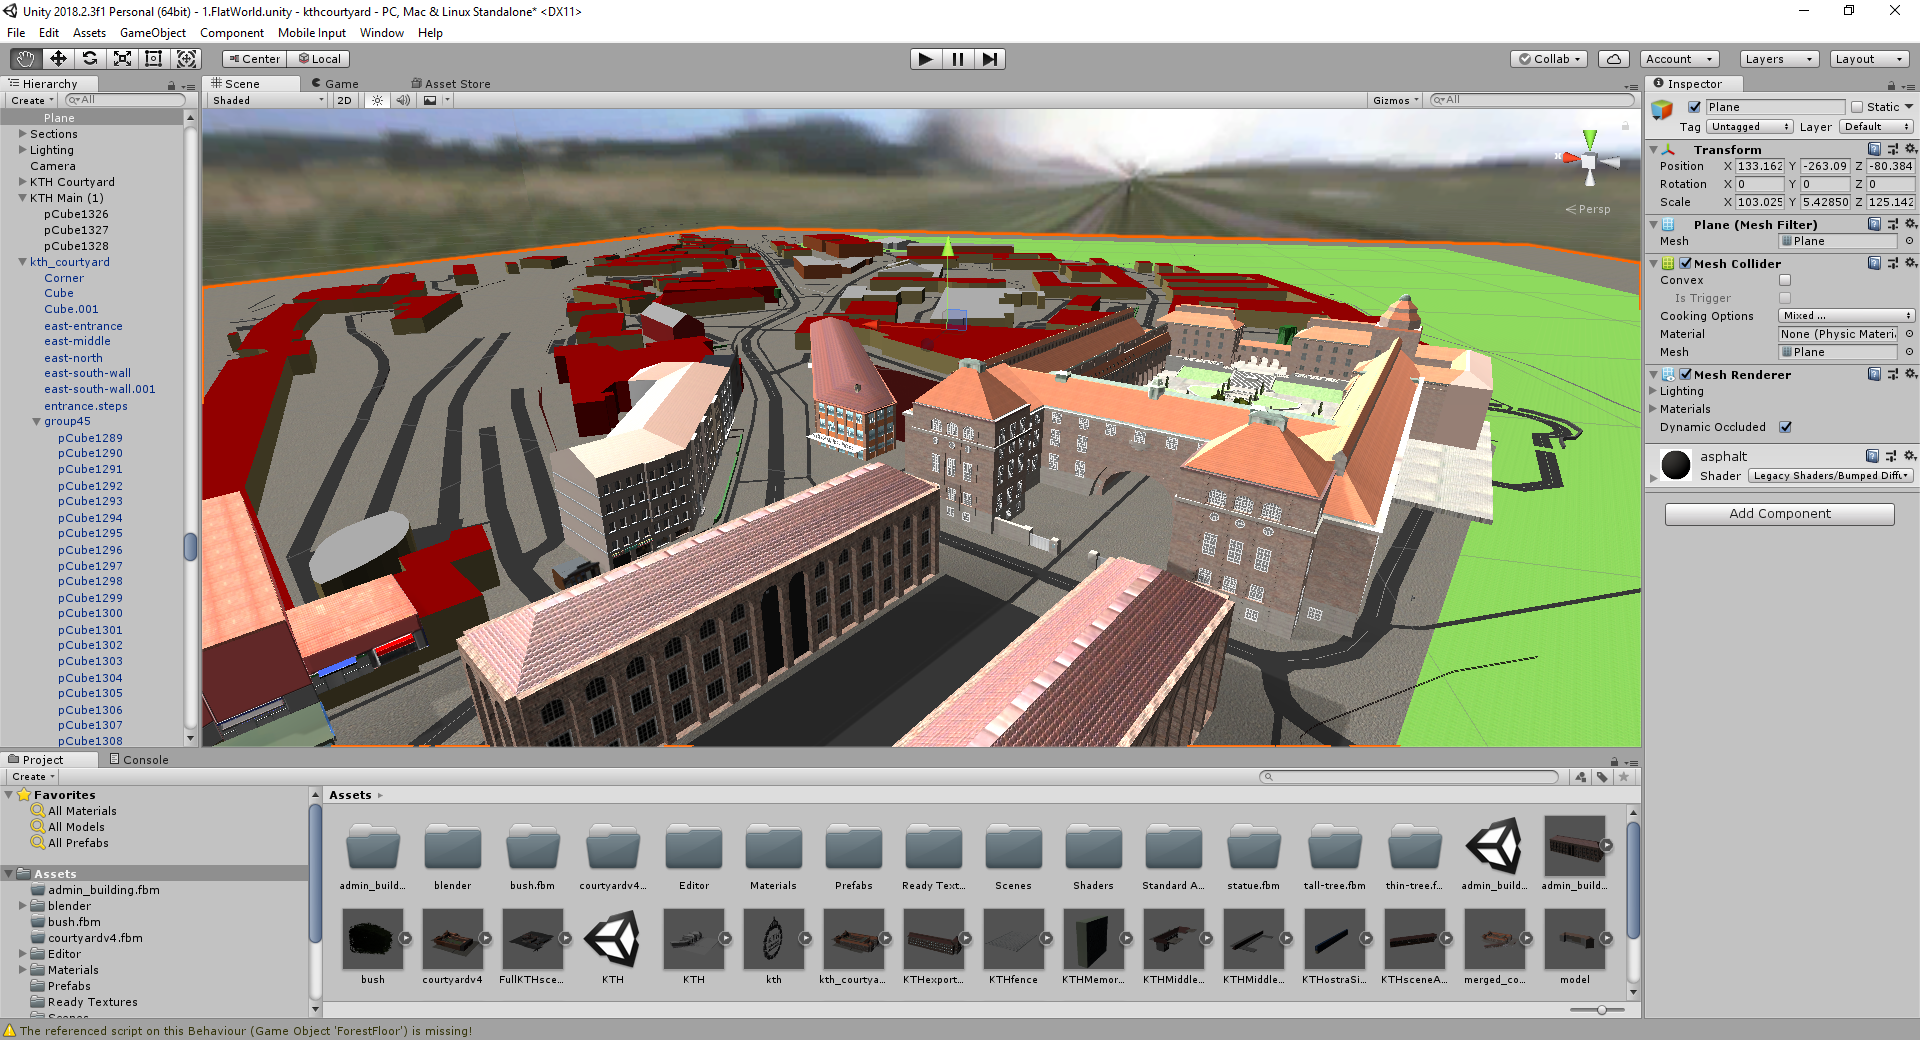 Unity 2018.2.3f1 Personal (64bit) - 1.FlatWorld.unity - kthcourtyard - PC, Mac & Linux Standalone* <DX11>
File Edit Assets GameObject Component Mobile Input Window Help
Center Local
Collab Account Layers Layout
Hierarchy
Create All
Plane
Sections
Lighting
Camera
KTH Courtyard
KTH Main (1)
pCube1326
pCube1327
pCube1328
kth_courtyard
Corner
Cube
Cube.001
east-entrance
east-middle
east-north
east-south-wall
east-south-wall.001
entrance.steps
group45
pCube1289
pCube1290
pCube1291
pCube1292
pCube1293
pCube1294
pCube1295
pCube1296
pCube1297
pCube1298
pCube1299
pCube1300
pCube1301
pCube1302
pCube1303
pCube1304
pCube1305
pCube1306
pCube1307
pCube1308
Scene Game Asset Store
Shaded 2D Gizmos All
x
Persp
Inspector
Plane Static
Tag Untagged Layer Default
Transform
Position X 133.162 Y -263.09 Z -80.384
Rotation X 0 Y 0 Z 0
Scale X 103.025 Y 5.42850 Z 125.142
Plane (Mesh Filter)
Mesh Plane
Mesh Collider
Convex
Is Trigger
Cooking Options Mixed ...
Material None (Physic Materi
Mesh Plane
Mesh Renderer
Lighting
Materials
Dynamic Occluded
asphalt
Shader Legacy Shaders/Bumped Diffu
Add Component
Project Console
Create
Favorites
All Materials
All Models
All Prefabs
Assets
admin_building.fbm
blender
bush.fbm
courtyardv4.fbm
Editor
Materials
Prefabs
Ready Textures
Scenes
Assets
admin_build... blender bush.fbm courtyardv4... Editor Materials Prefabs Ready Text... Scenes Shaders Standard A... statue.fbm tall-tree.fbm thin-tree.f... admin_build... admin_build...
bush courtyardv4 FullKTHsce... KTH KTH kth kth_courtya... KTHexport... KTHfence KTHMemor... KTHMiddle... KTHMiddle... KTHostraSi... KTHsceneA... merged_co... model
The referenced script on this Behaviour (Game Object 'ForestFloor') is missing!